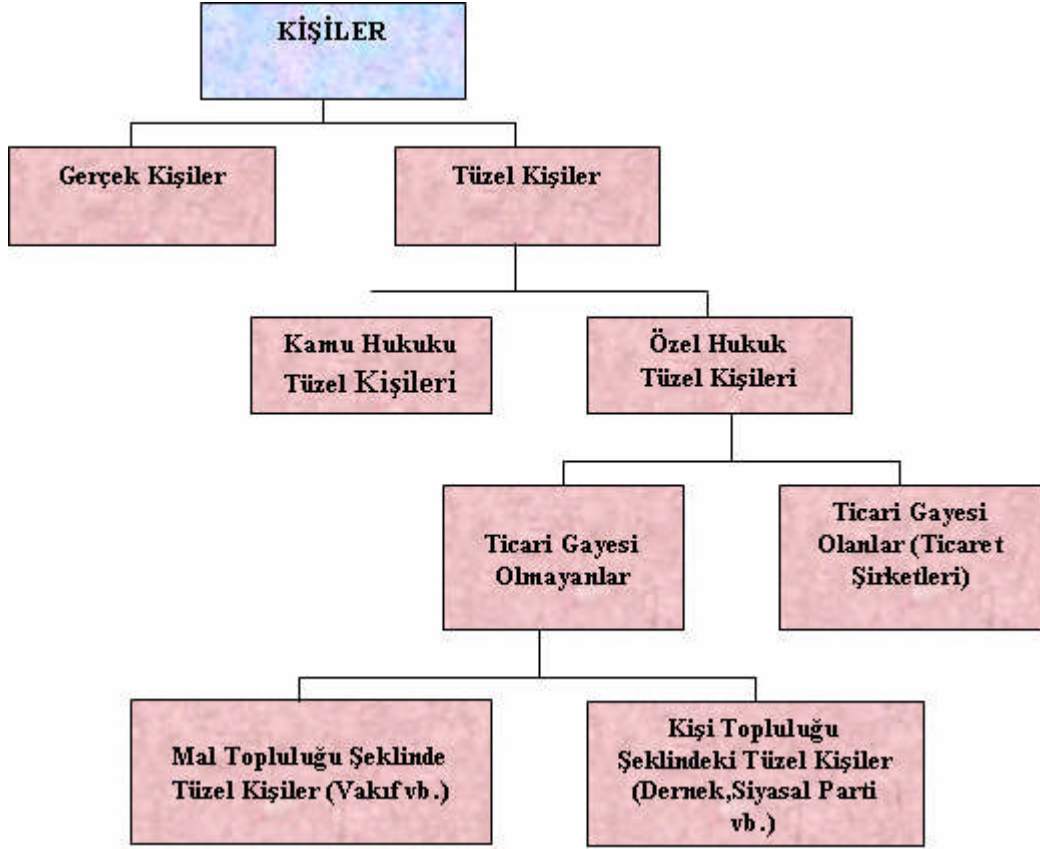 KİŞİLER
Gerçek Kişiler
Tüzel Kişiler
Kamu Hukuku
Tüzel Kişileri
Özel Hukuk
Tüzel Kişileri
Ticari Gayesi
Olmayanlar
Ticari Gayesi
Olanlar (Ticaret
Şirketleri)
Mal Topluluğu Şeklinde
Tüzel Kişiler (Vakıf vb.)
Kişi Topluluğu
Şeklindeki Tüzel Kişiler
(Dernek,Siyasal Parti
vb.)